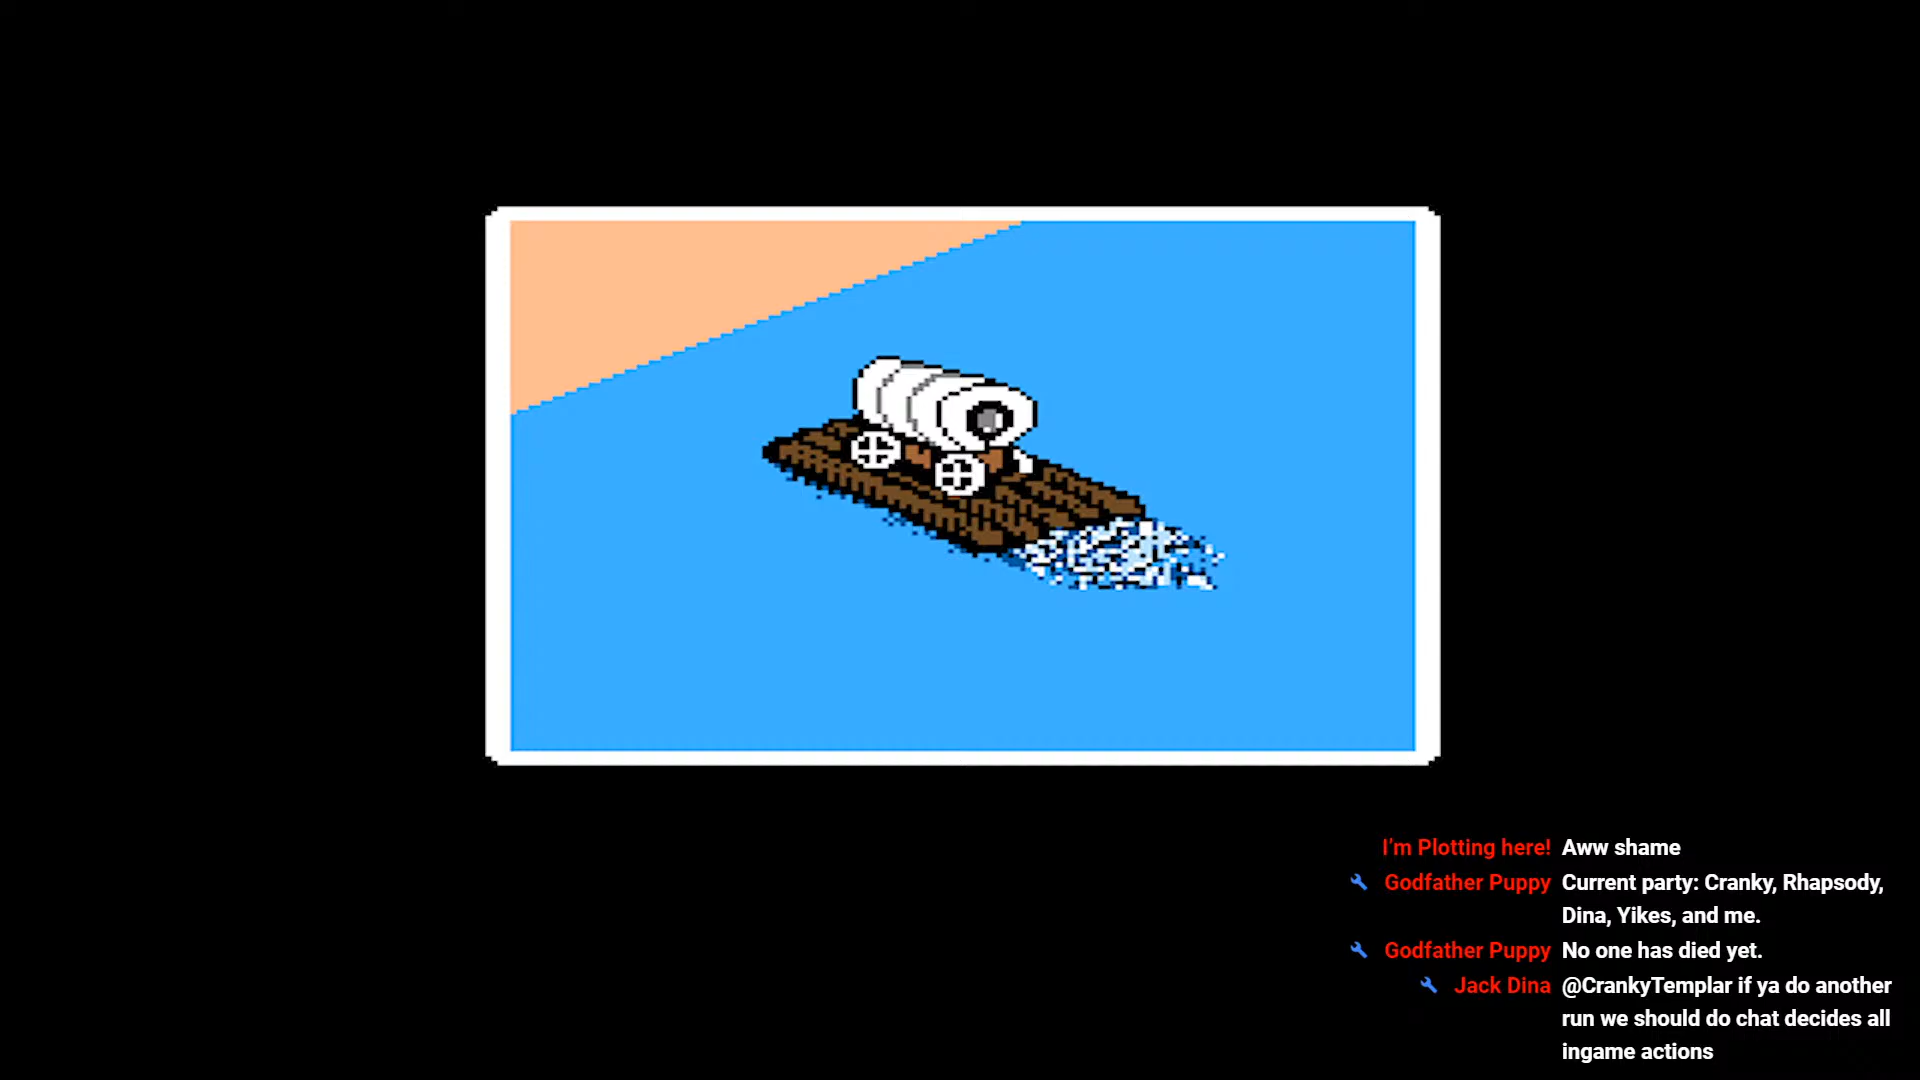 I'm Plotting here! Aww shame
Godfather Puppy Current party: Cranky, Rhapsody,
Dina, Yikes, and me.
Godfather Puppy No one has died yet.
Jack Dina @CrankyTemplar if ya do another
run we should do chat decides all
ingame actions